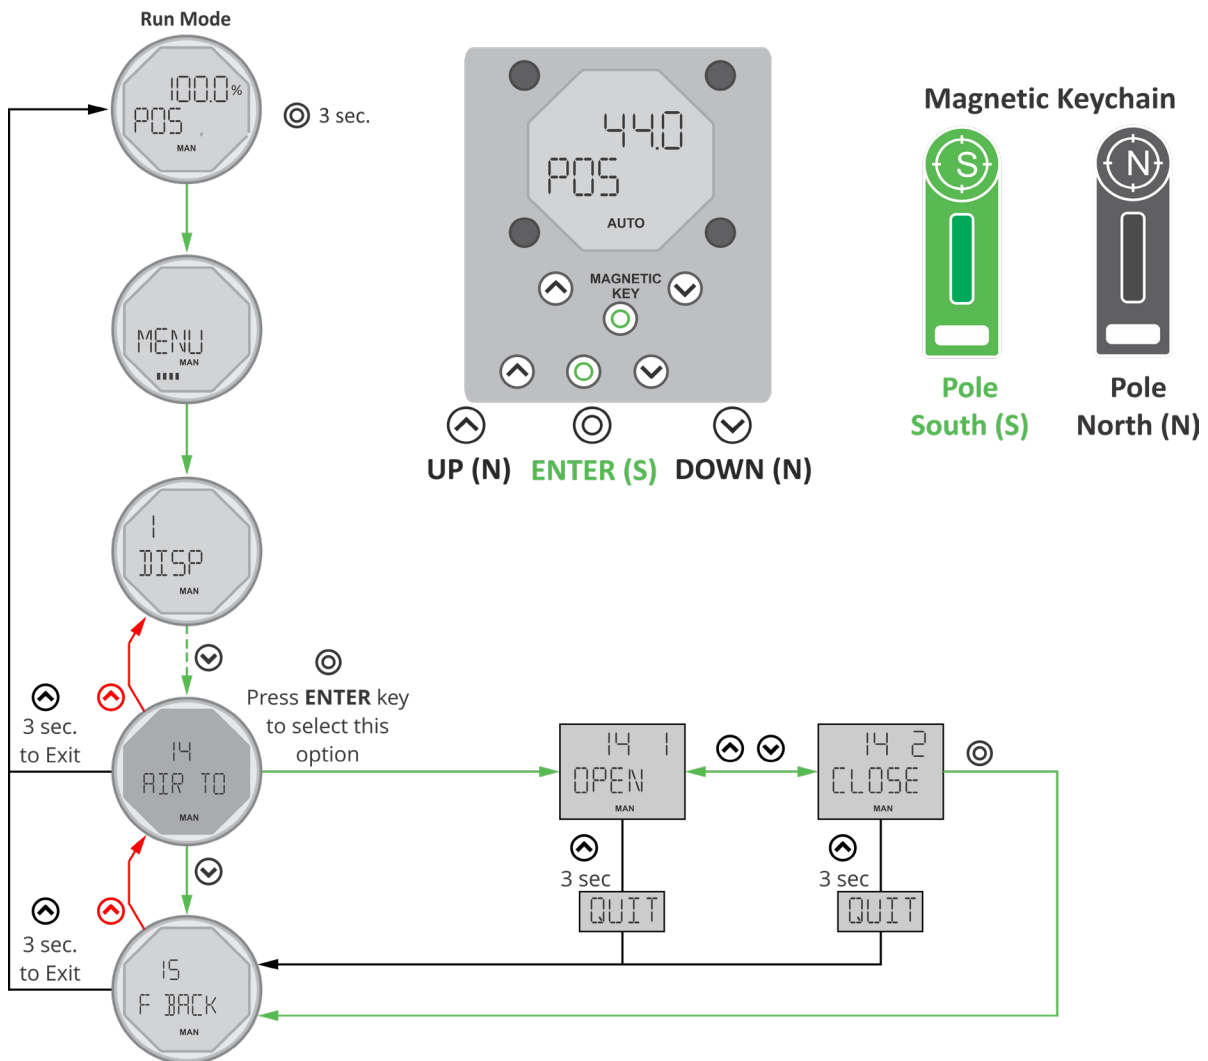 Run Mode
100.0%
POS
MAN
3 sec.
MENU
MAN
1
DISP
MAN
44.0
POS
AUTO
MAGNETIC
KEY
UP (N)
ENTER (S)
DOWN (N)
Magnetic Keychain
S
N
Pole
South (S)
Pole
North (N)
3 sec.
to Exit
14
AIR TO
MAN
Press ENTER key
to select this
option
14 1
OPEN
MAN
3 sec
QUIT
14 2
CLOSE
MAN
3 sec
QUIT
3 sec.
to Exit
15
F BACK
MAN